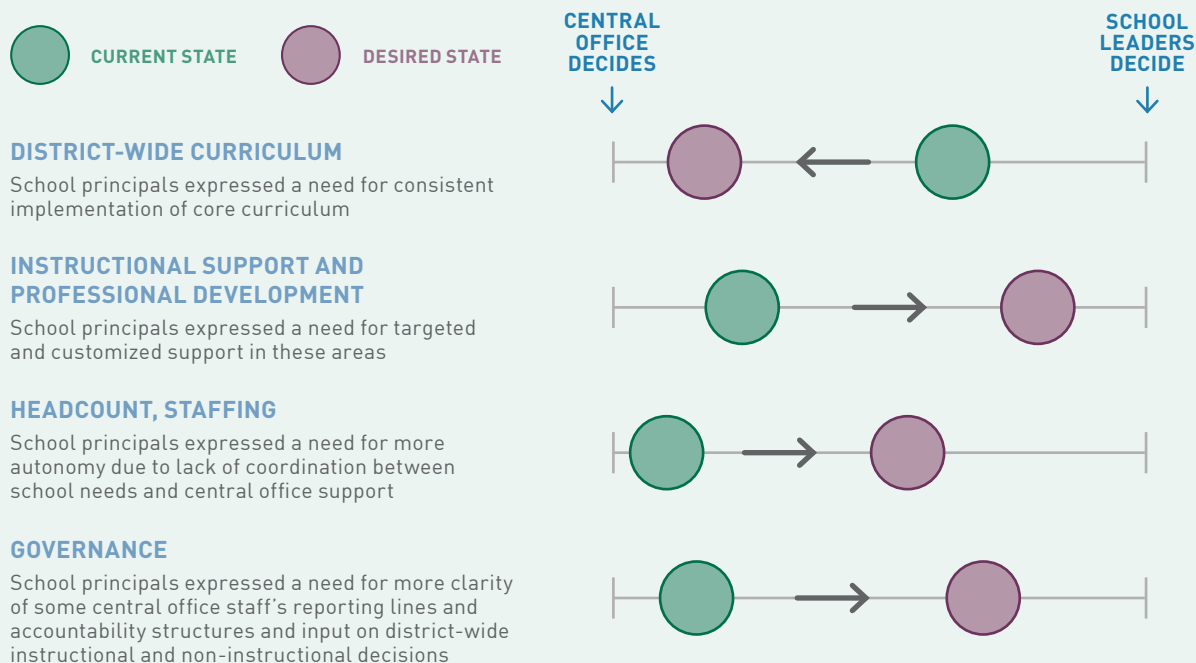 CURRENT STATE
DESIRED STATE
CENTRAL
OFFICE
DECIDES
SCHOOL
LEADERS
DECIDE
DISTRICT-WIDE CURRICULUM
School principals expressed a need for consistent
implementation of core curriculum
INSTRUCTIONAL SUPPORT AND
PROFESSIONAL DEVELOPMENT
School principals expressed a need for targeted
and customized support in these areas
HEADCOUNT, STAFFING
School principals expressed a need for more
autonomy due to lack of coordination between
school needs and central office support
GOVERNANCE
School principals expressed a need for more clarity
of some central office staff’s reporting lines and
accountability structures and input on district-wide
instructional and non-instructional decisions